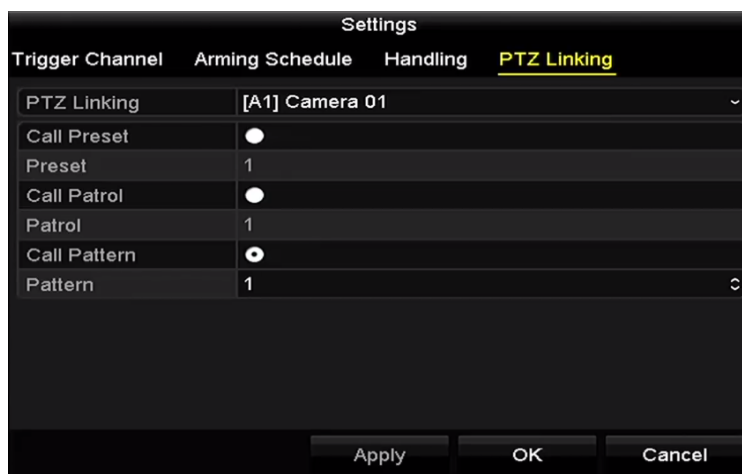 Settings
Trigger Channel Arming Schedule Handling PTZ Linking
PTZ Linking [A1] Camera 01
Call Preset
Preset 1
Call Patrol
Patrol 1
Call Pattern
Pattern 1
Apply OK Cancel